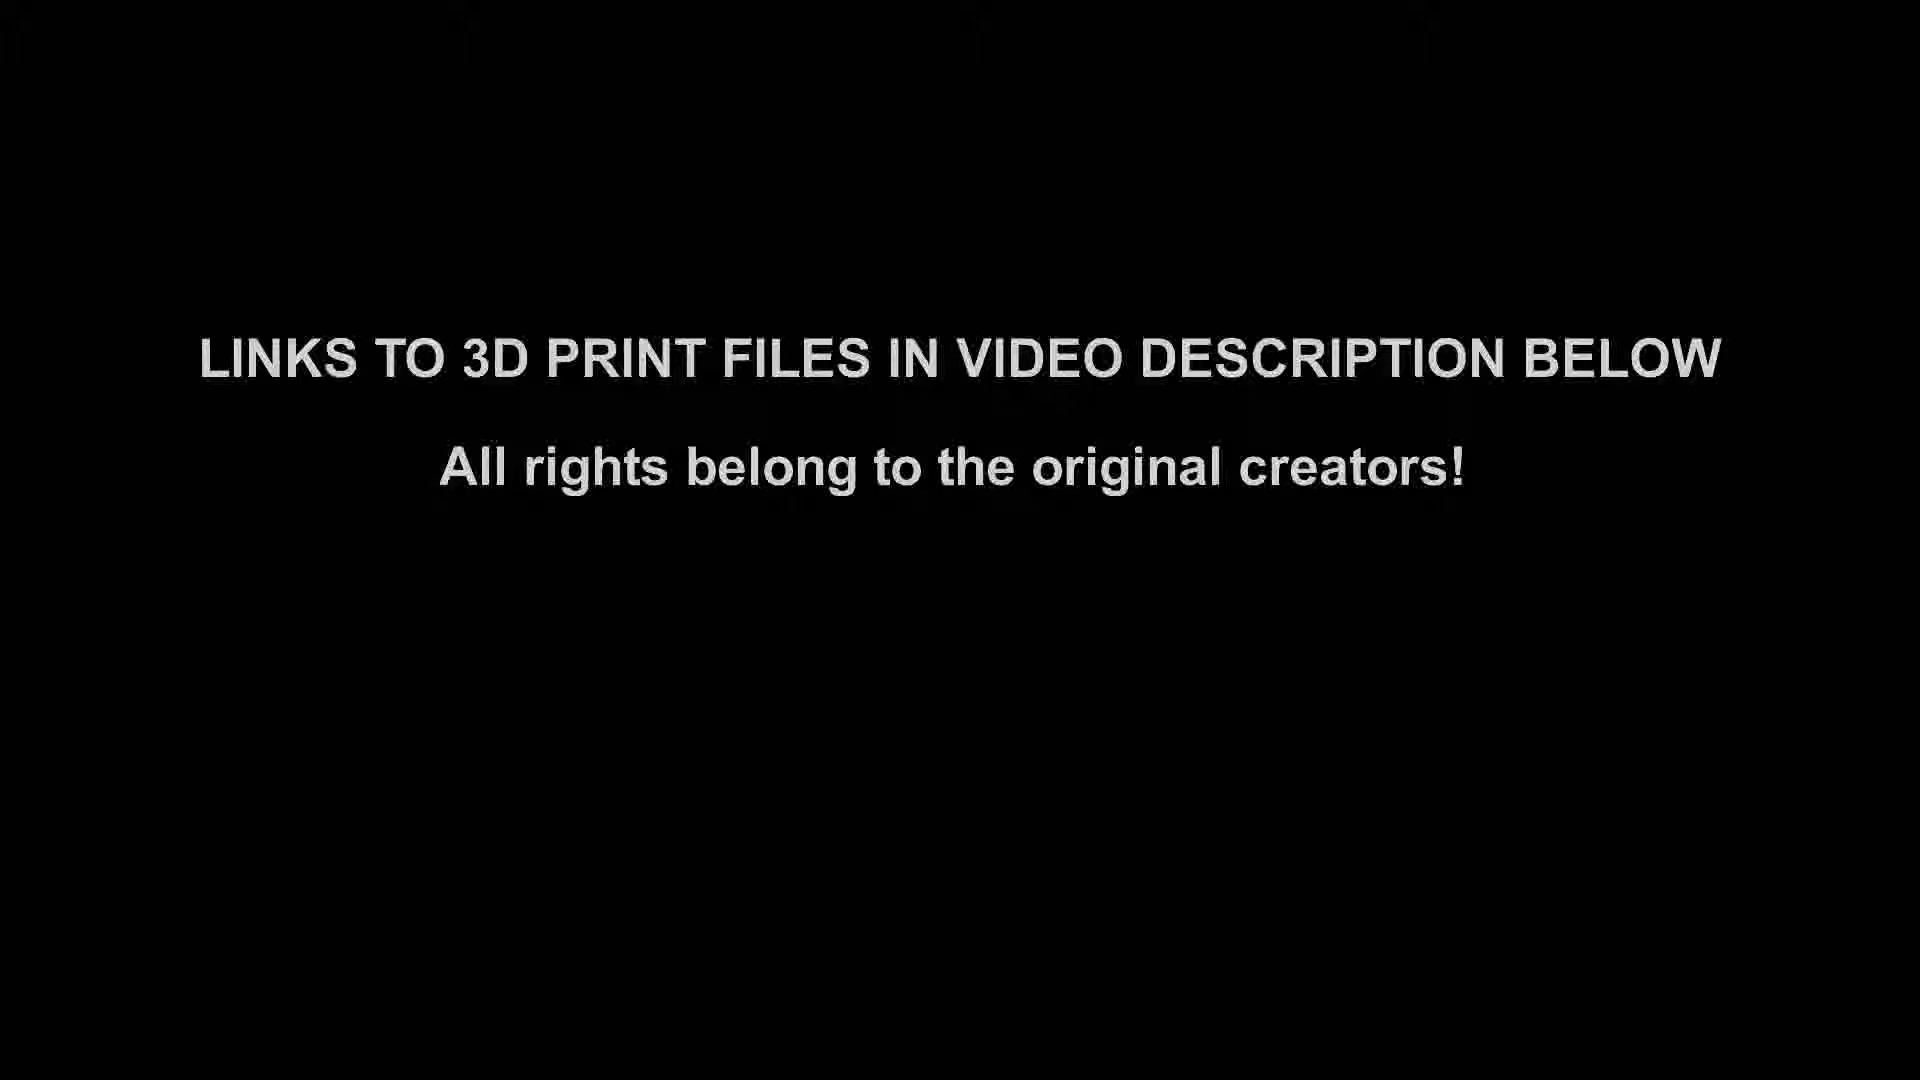 LINKS TO 3D PRINT FILES IN VIDEO DESCRIPTION BELOW
All rights belong to the original creators!